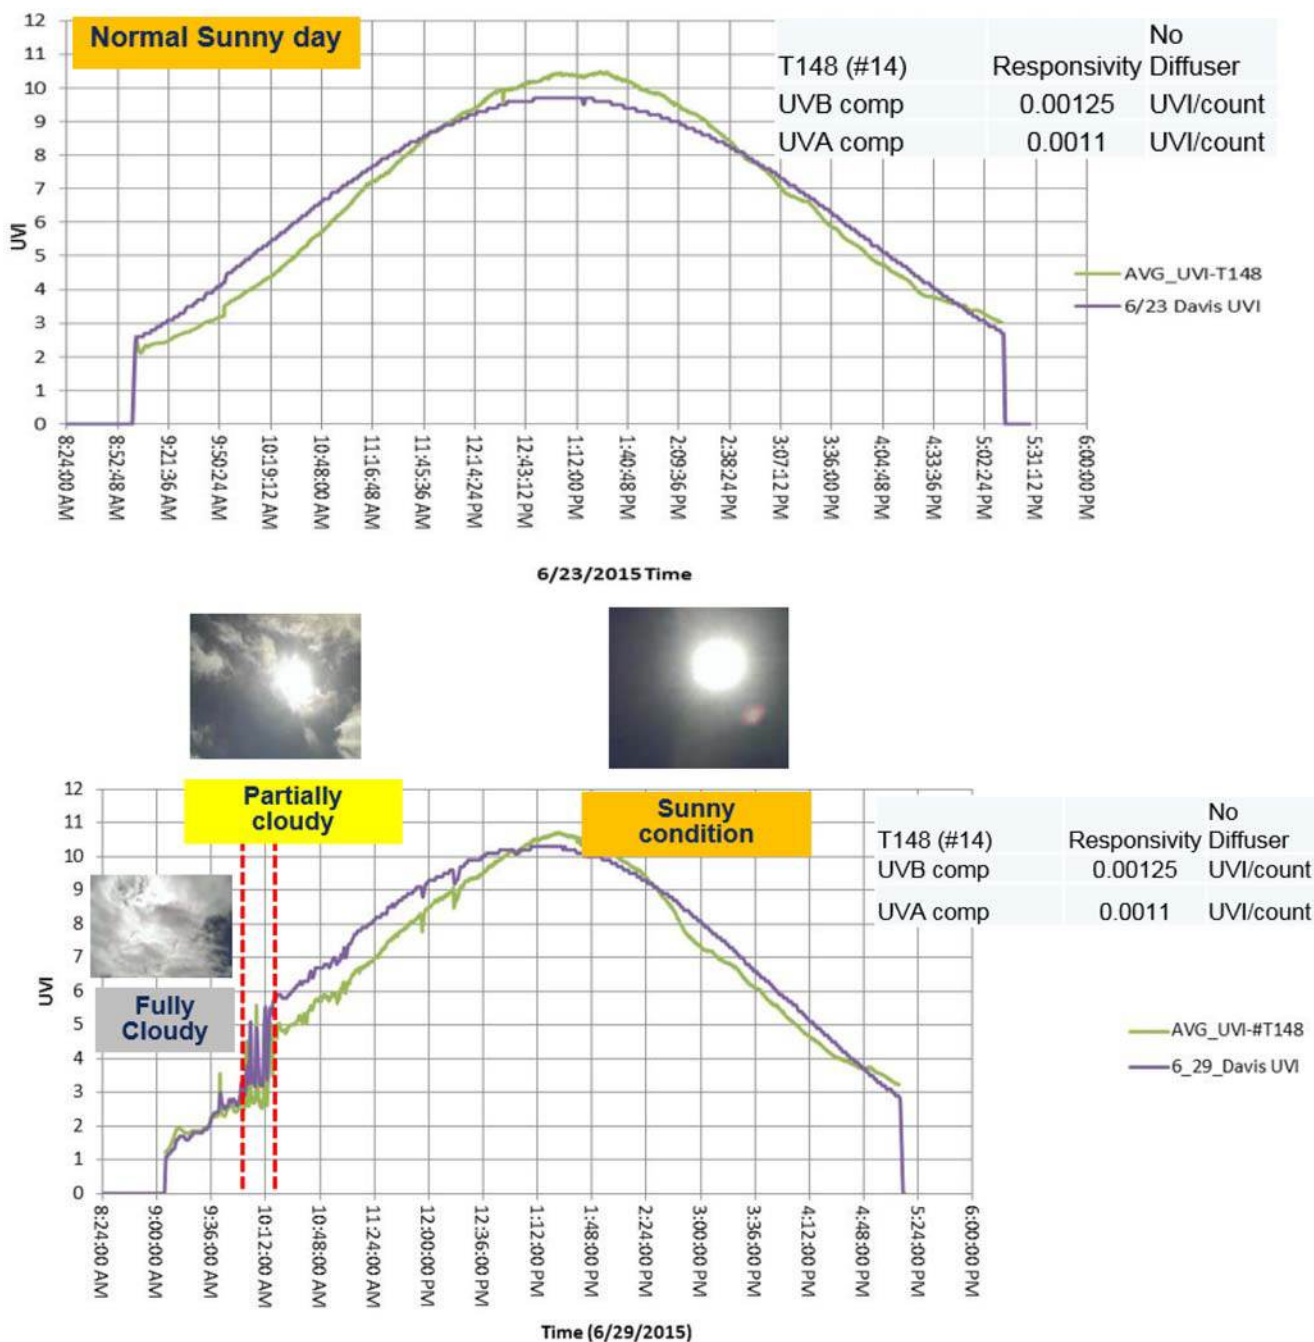 Normal Sunny day
12
11
10
9
8
7
6
5
4
3
2
1
0
UVI
T148 (#14) Responsivity No Diffuser
UVB comp 0.00125 UVI/count
UVA comp 0.0011 UVI/count
AVG_UVI-T148
6/23 Davis UVI
8:24:00 AM
8:52:48 AM
9:21:36 AM
9:50:24 AM
10:19:12 AM
10:48:00 AM
11:16:48 AM
11:45:36 AM
12:14:24 PM
12:43:12 PM
1:12:00 PM
1:40:48 PM
2:09:36 PM
2:38:24 PM
3:07:12 PM
3:36:00 PM
4:04:48 PM
4:33:36 PM
5:02:24 PM
5:31:12 PM
6:00:00 PM
6/23/2015 Time
Partially
cloudy
Sunny
condition
Fully
Cloudy
12
11
10
9
8
7
6
5
4
3
2
1
0
UVI
T148 (#14) Responsivity No Diffuser
UVB comp 0.00125 UVI/count
UVA comp 0.0011 UVI/count
AVG_UVI-#T148
6_29_Davis UVI
8:24:00 AM
9:00:00 AM
9:36:00 AM
10:12:00 AM
10:48:00 AM
11:24:00 AM
12:00:00 PM
12:36:00 PM
1:12:00 PM
1:48:00 PM
2:24:00 PM
3:00:00 PM
3:36:00 PM
4:12:00 PM
4:48:00 PM
5:24:00 PM
6:00:00 PM
Time (6/29/2015)